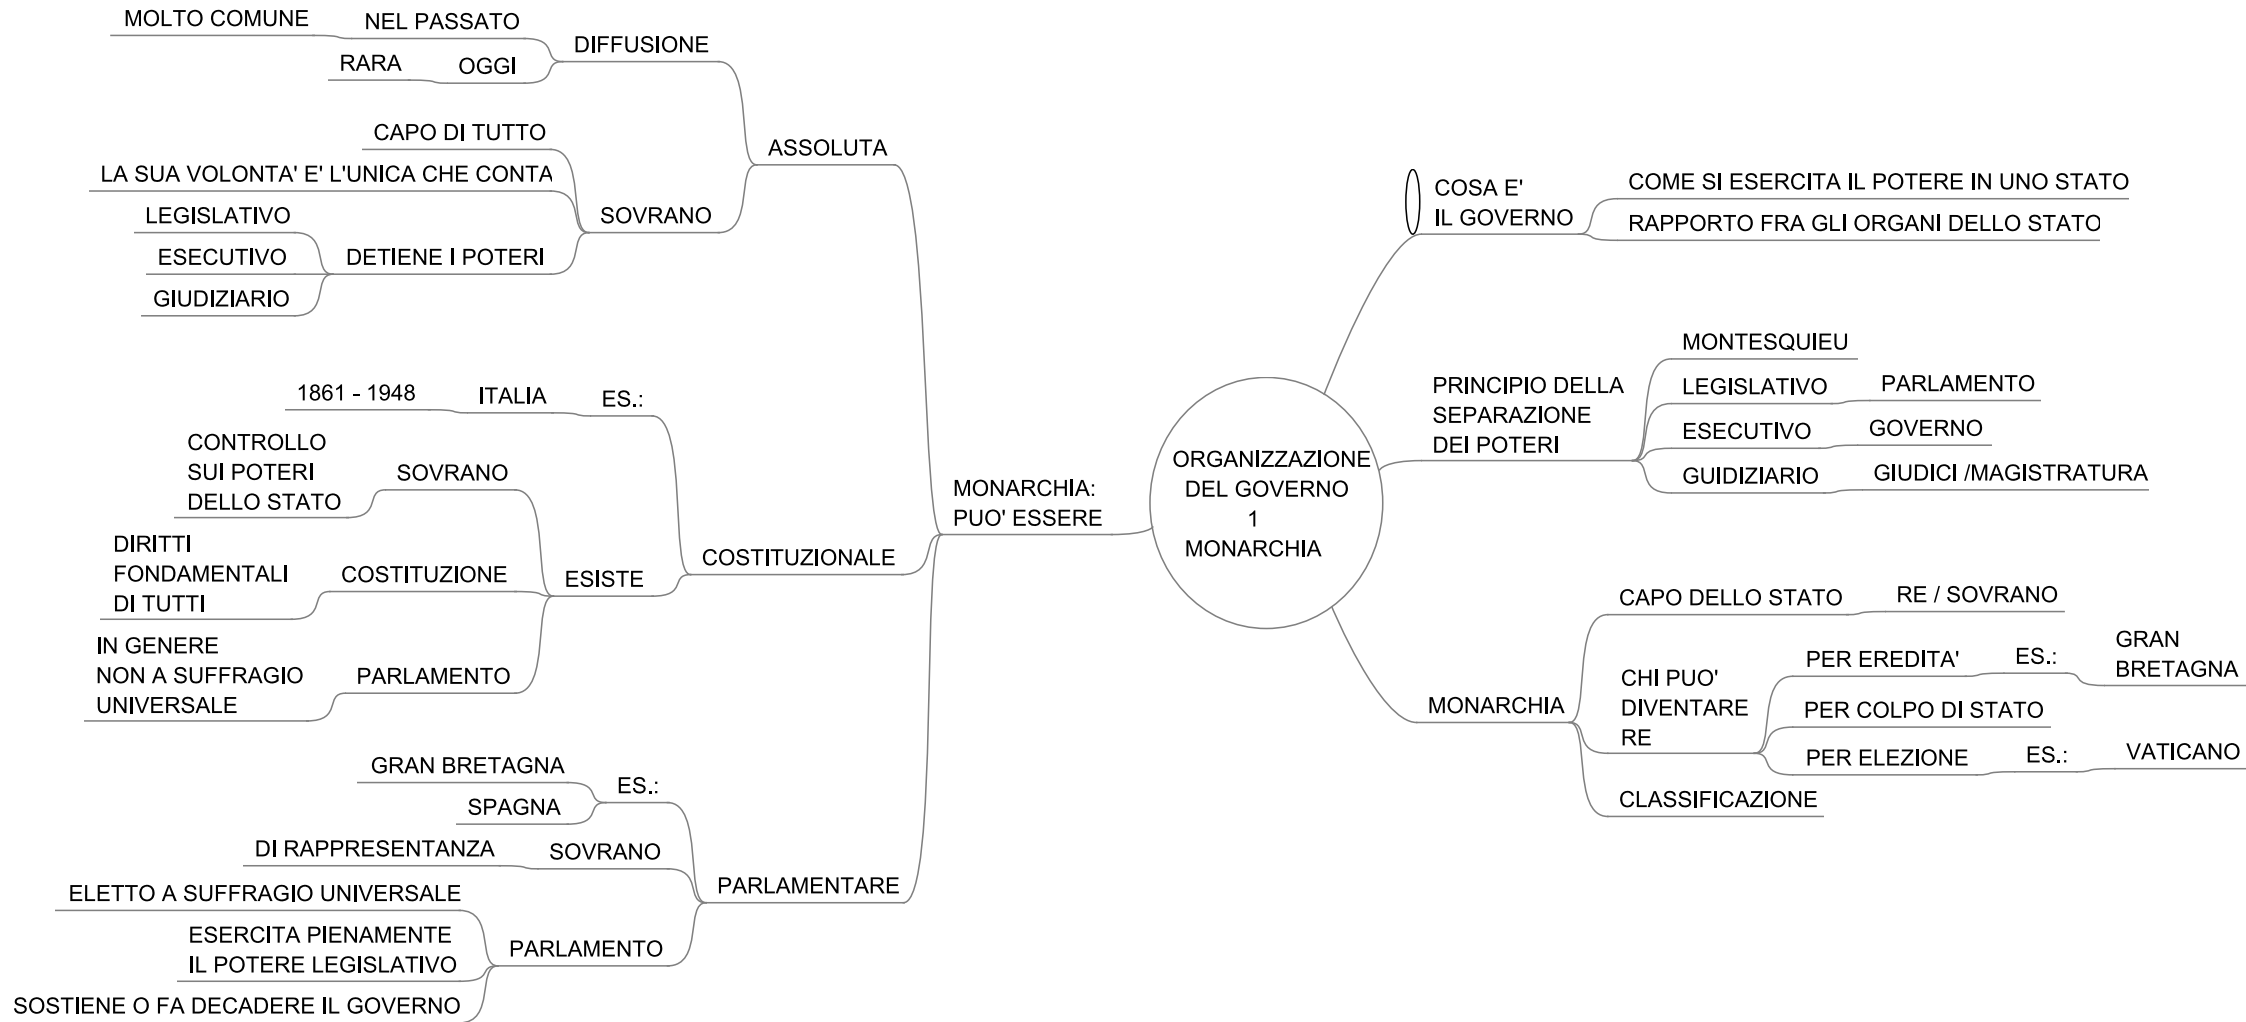 ORGANIZZAZIONE
DEL GOVERNO
1
MONARCHIA
COSA E'
IL GOVERNO
COME SI ESERCITA IL POTERE IN UNO STATO
RAPPORTO FRA GLI ORGANI DELLO STATO
PRINCIPIO DELLA
SEPARAZIONE
DEI POTERI
MONTESQUIEU
LEGISLATIVO
PARLAMENTO
ESECUTIVO
GOVERNO
GUIDIZIARIO
GIUDICI /MAGISTRATURA
MONARCHIA
CAPO DELLO STATO
RE / SOVRANO
CHI PUO'
DIVENTARE
RE
PER EREDITA'
ES.:
GRAN
BRETAGNA
PER COLPO DI STATO
PER ELEZIONE
ES.:
VATICANO
CLASSIFICAZIONE
MONARCHIA:
PUO' ESSERE
ASSOLUTA
DIFFUSIONE
NEL PASSATO
MOLTO COMUNE
OGGI
RARA
SOVRANO
CAPO DI TUTTO
LA SUA VOLONTA' E' L'UNICA CHE CONTA
DETIENE I POTERI
LEGISLATIVO
ESECUTIVO
GIUDIZIARIO
COSTITUZIONALE
ES.:
ITALIA
1861 - 1948
ESISTE
SOVRANO
CONTROLLO
SUI POTERI
DELLO STATO
COSTITUZIONE
DIRITTI
FONDAMENTALI
DI TUTTI
PARLAMENTO
IN GENERE
NON A SUFFRAGIO
UNIVERSALE
PARLAMENTARE
ES.:
GRAN BRETAGNA
SPAGNA
SOVRANO
DI RAPPRESENTANZA
PARLAMENTO
ELETTO A SUFFRAGIO UNIVERSALE
ESERCITA PIENAMENTE
IL POTERE LEGISLATIVO
SOSTIENE O FA DECADERE IL GOVERNO